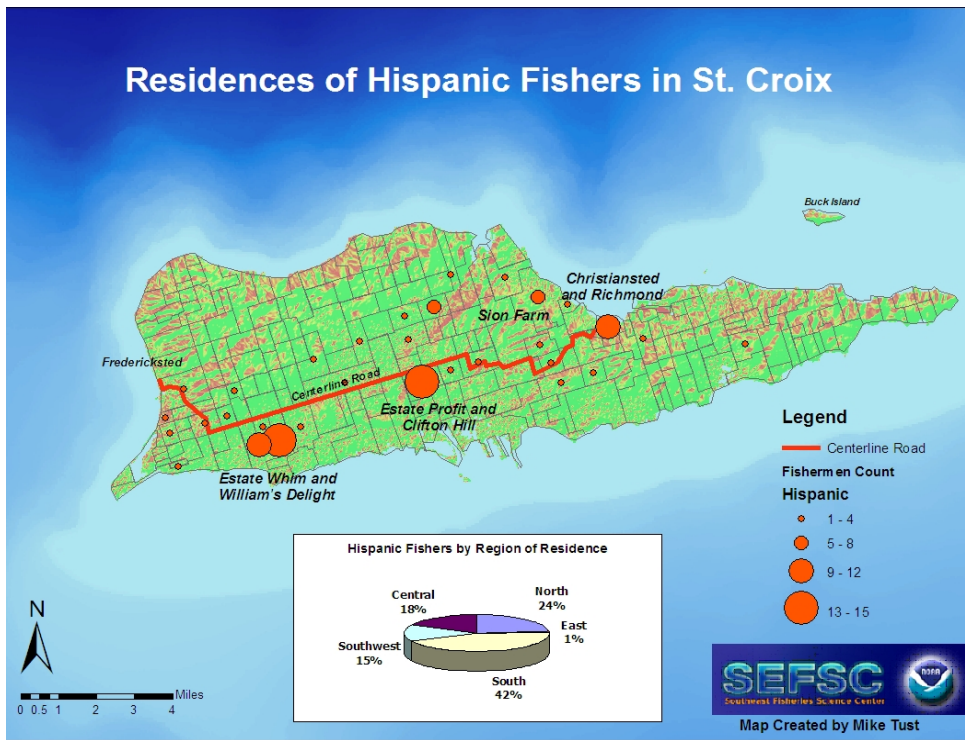 Residences of Hispanic Fishers in St. Croix
Buck Island
Christiansted
and Richmond
Sion Farm
Fredericksted
Centerline Road
Estate Profit and
Clifton Hill
Estate Whim and
William's Delight
Legend
Centerline Road
Fishermen Count
Hispanic
1 - 4
5 - 8
9 - 12
13 - 15
Hispanic Fishers by Region of Residence
Central
18%
North
24%
East
1%
Southwest
15%
South
42%
N
Miles
0 0.5 1 2 3 4
SEFSC
Southeast Fisheries Science Center
NOAA
Map Created by Mike Tust